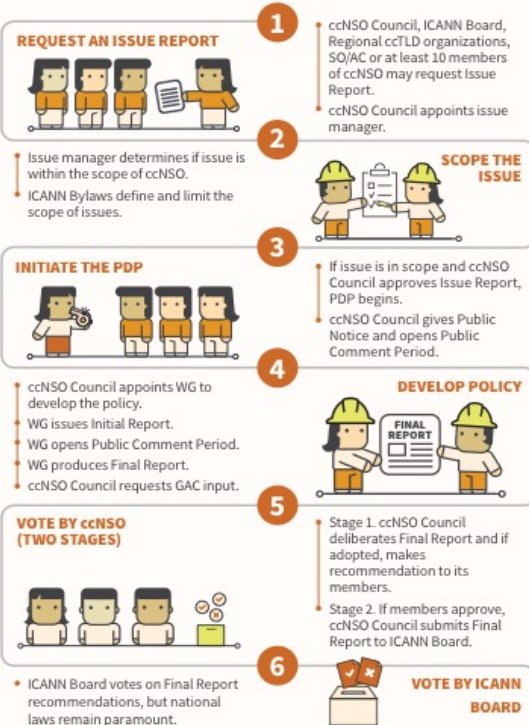 1
REQUEST AN ISSUE REPORT
ccNSO Council, ICANN Board,
Regional ccTLD organizations,
SO/AC or at least 10 members
of ccNSO may request Issue
Report.
ccNSO Council appoints issue
manager.
2
SCOPE THE
ISSUE
Issue manager determines if issue is
within the scope of ccNSO.
ICANN Bylaws define and limit the
scope of issues.
3
INITIATE THE PDP
If issue is in scope and ccNSO
Council approves Issue Report,
PDP begins.
ccNSO Council gives Public
Notice and opens Public
Comment Period.
4
DEVELOP POLICY
ccNSO Council appoints WG to
develop the policy.
WG issues Initial Report.
WG opens Public Comment Period.
WG produces Final Report.
ccNSO Council requests GAC input.
FINAL
REPORT
5
VOTE BY ccNSO
(TWO STAGES)
Stage 1. ccNSO Council
deliberates Final Report and if
adopted, makes
recommendation to its
members.
Stage 2. If members approve,
ccNSO Council submits Final
Report to ICANN Board.
6
VOTE BY ICANN
BOARD
ICANN Board votes on Final Report
recommendations, but national
laws remain paramount.